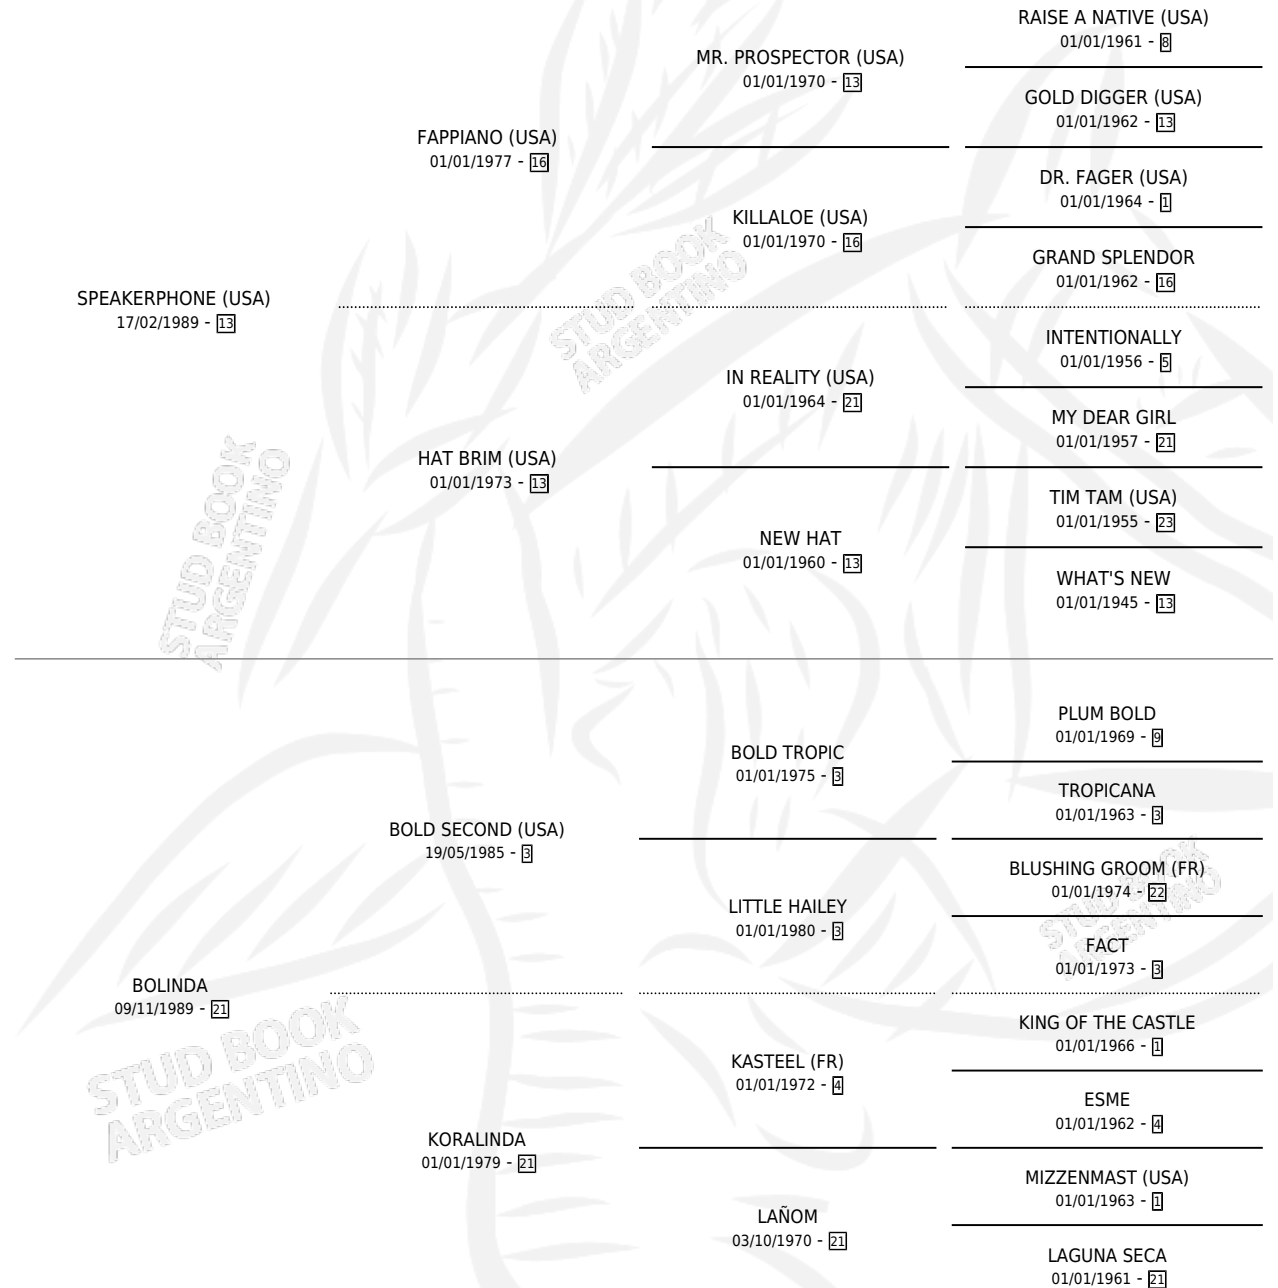 RAISE A NATIVE (USA)
01/01/1961 - 8
MR. PROSPECTOR (USA)
01/01/1970 - 13
GOLD DIGGER (USA)
01/01/1962 - 13
FAPPIANO (USA)
01/01/1977 - 16
DR. FAGER (USA)
01/01/1964 - 1
KILLALOE (USA)
01/01/1970 - 16
GRAND SPLENDOR
01/01/1962 - 16
SPEAKERPHONE (USA)
17/02/1989 - 13
INTENTIONALLY
01/01/1956 - 5
IN REALITY (USA)
01/01/1964 - 21
MY DEAR GIRL
01/01/1957 - 21
HAT BRIM (USA)
01/01/1973 - 13
TIM TAM (USA)
01/01/1955 - 23
NEW HAT
01/01/1960 - 13
WHAT'S NEW
01/01/1945 - 13
PLUM BOLD
01/01/1969 - 9
BOLD TROPIC
01/01/1975 - 3
TROPICANA
01/01/1963 - 3
BOLD SECOND (USA)
19/05/1985 - 3
BLUSHING GROOM (FR)
01/01/1974 - 22
LITTLE HAILEY
01/01/1980 - 3
FACT
01/01/1973 - 3
BOLINDA
09/11/1989 - 21
KING OF THE CASTLE
01/01/1966 - 1
KASTEEL (FR)
01/01/1972 - 4
ESME
01/01/1962 - 4
KORALINDA
01/01/1979 - 21
MIZZENMAST (USA)
01/01/1963 - 1
LAÑOM
03/10/1970 - 21
LAGUNA SECA
01/01/1961 - 21
STUD BOOK
ARGENTINO
STUD BOOK
ARGENTINO
STUD BOOK
ARGENTINO
STUD BOOK
ARGENTINO